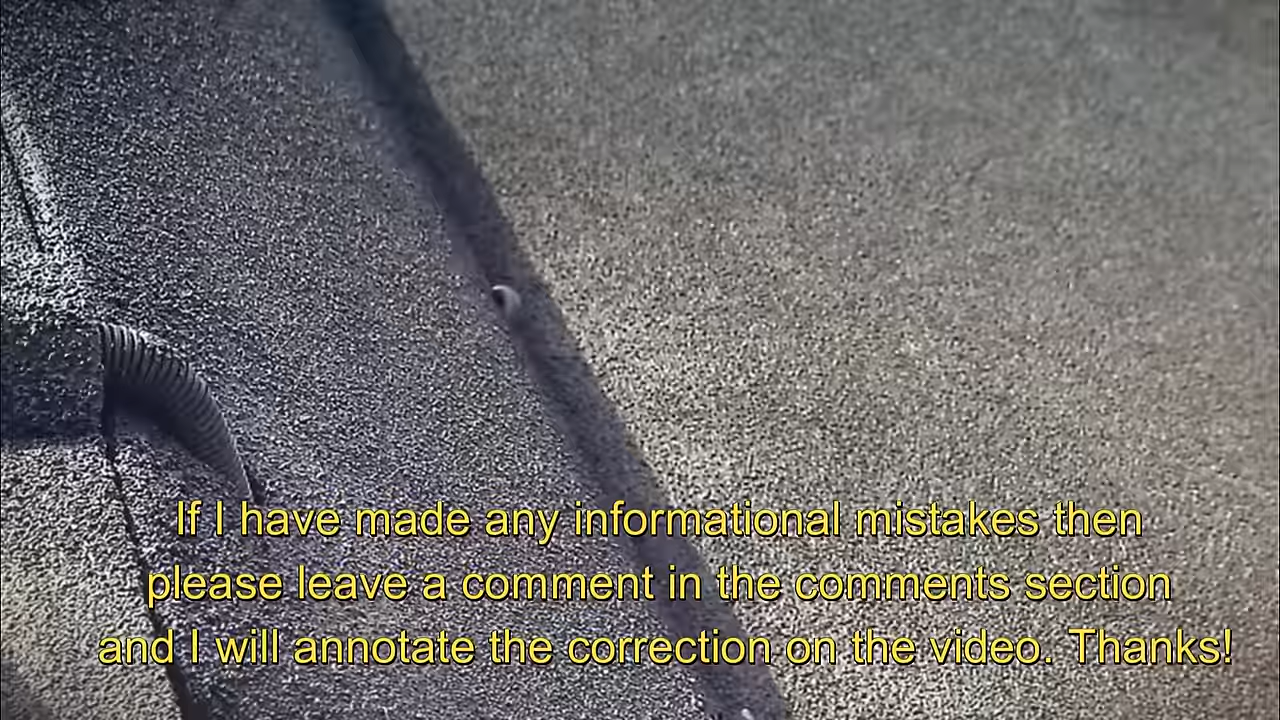 If I have made any informational mistakes then
please leave a comment in the comments section
and I will annotate the correction on the video. Thanks!